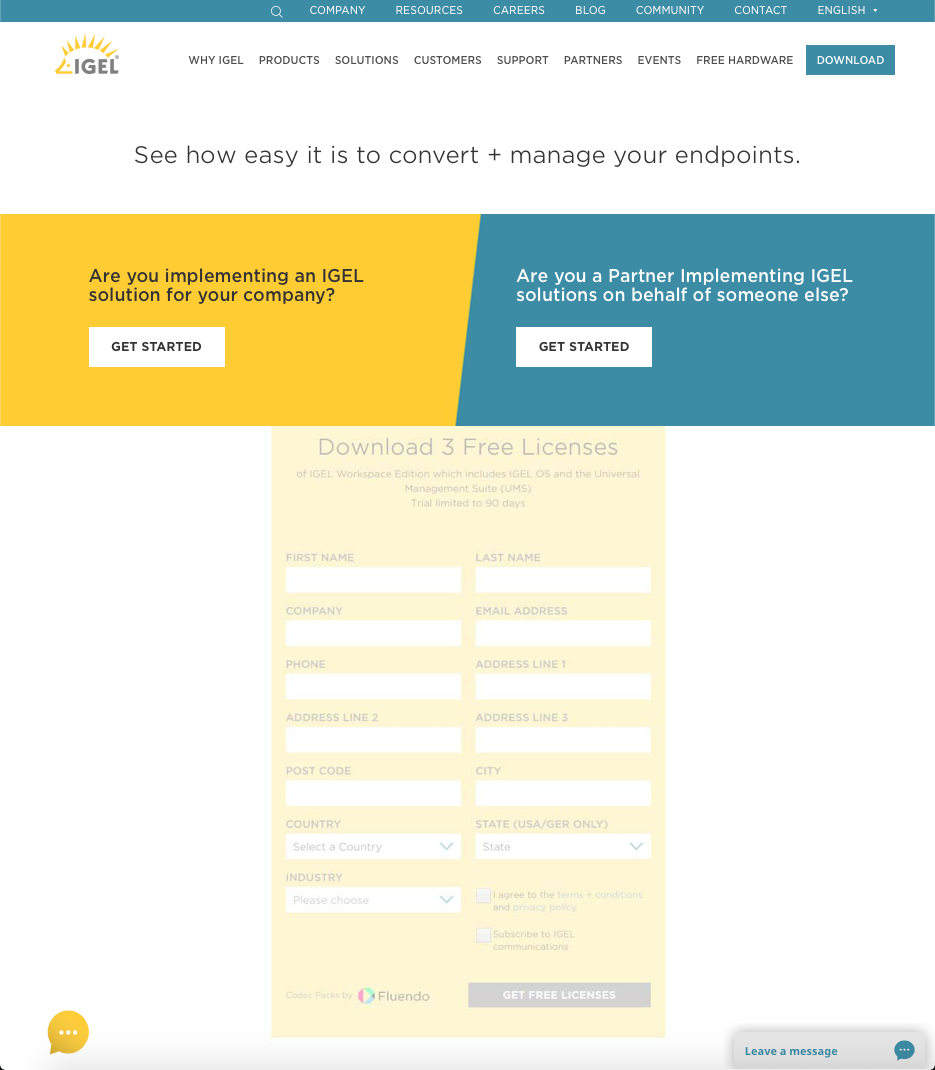 COMPANY RESOURCES CAREERS BLOG COMMUNITY CONTACT ENGLISH
IGEL
WHY IGEL PRODUCTS SOLUTIONS CUSTOMERS SUPPORT PARTNERS EVENTS FREE HARDWARE DOWNLOAD
See how easy it is to convert + manage your endpoints.
Are you implementing an IGEL
solution for your company?
GET STARTED
Are you a Partner Implementing IGEL
solutions on behalf of someone else?
GET STARTED
Download 3 Free Licenses
of IGEL Workspace Edition which includes IGEL OS and the Universal
Management Suite (UMS)
Trial limited to 90 days
FIRST NAME LAST NAME
COMPANY EMAIL ADDRESS
PHONE ADDRESS LINE 1
ADDRESS LINE 2 ADDRESS LINE 3
POST CODE CITY
COUNTRY STATE (USA/GER ONLY)
Select a Country State
INDUSTRY
Please choose
I agree to the terms + conditions
and privacy policy
Subscribe to IGEL
communications
Codec Packs by Fluendo
GET FREE LICENSES
Leave a message